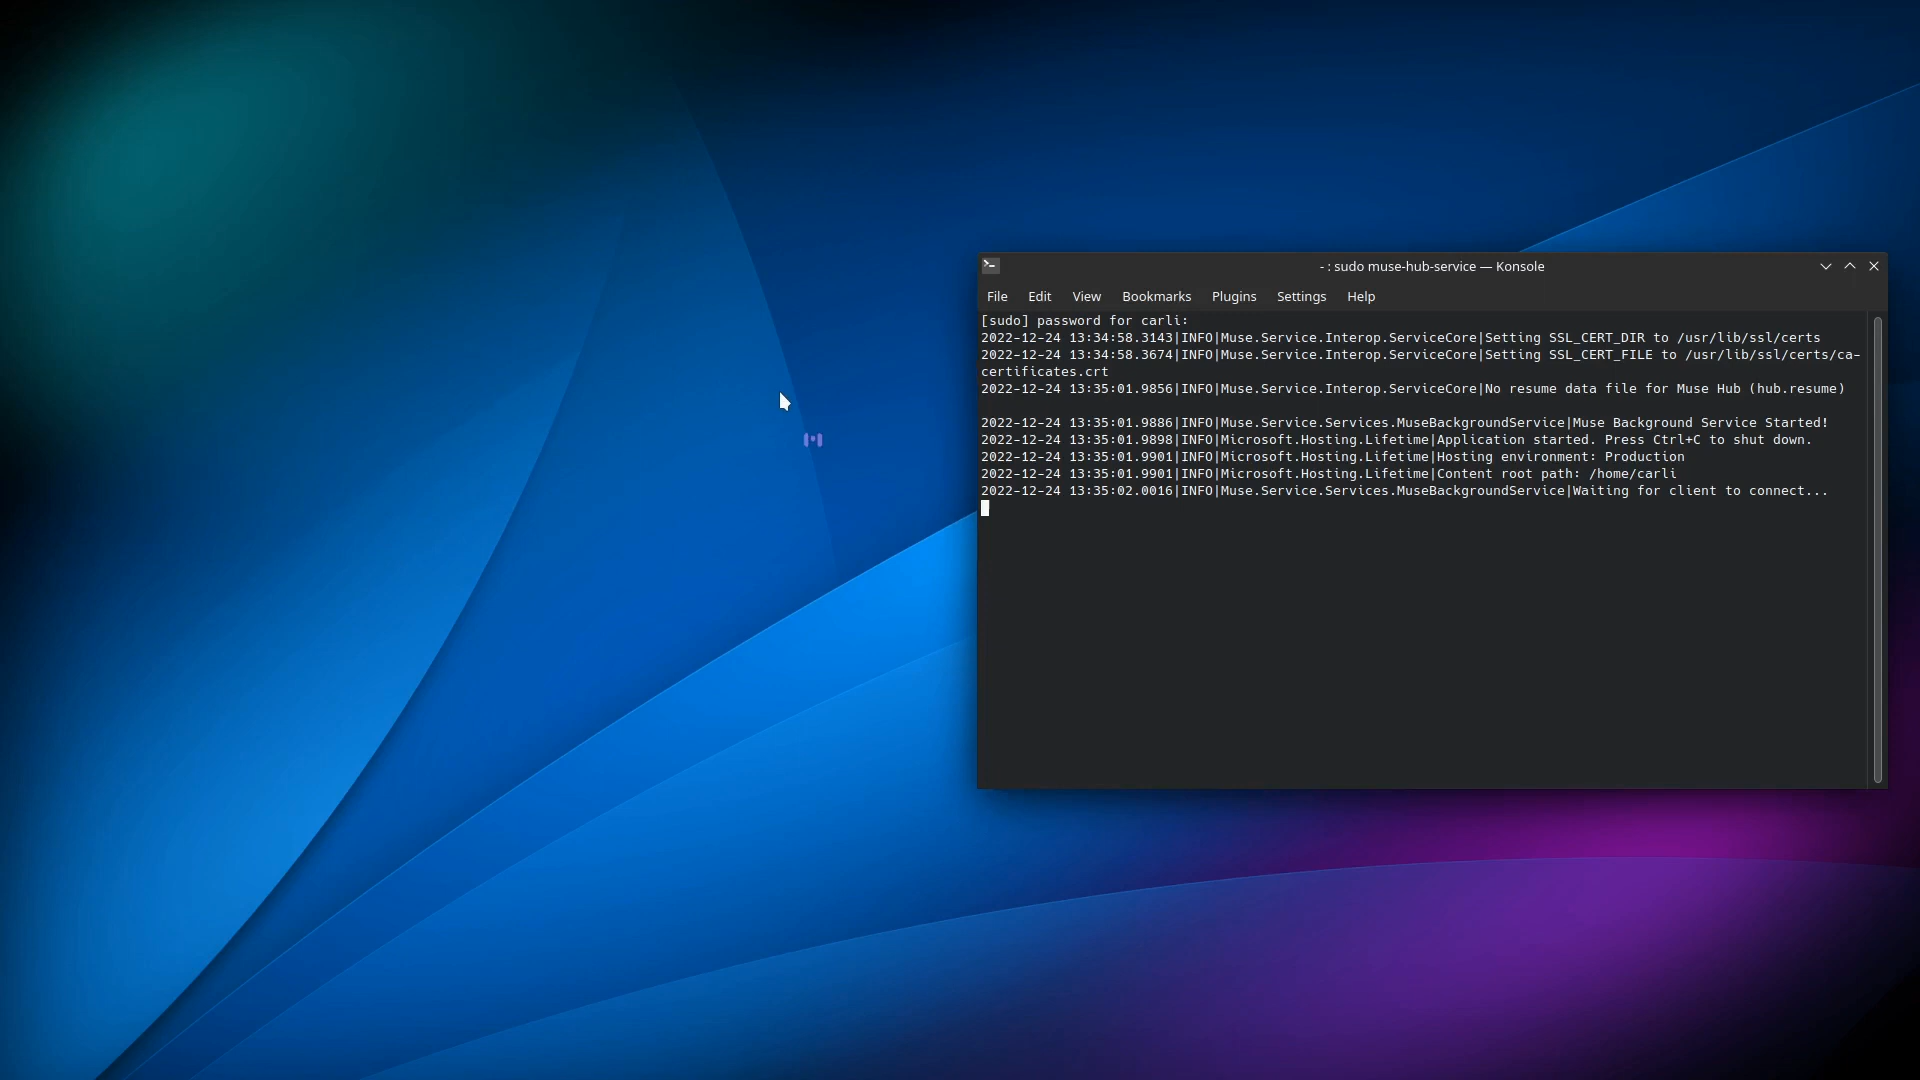 - : sudo muse-hub-service — Konsole
File Edit View Bookmarks Plugins Settings Help
[sudo] password for carli:
2022-12-24 13:34:58.3143|INFO|Muse.Service.Interop.ServiceCore|Setting SSL_CERT_DIR to /usr/lib/ssl/certs
2022-12-24 13:34:58.3674|INFO|Muse.Service.Interop.ServiceCore|Setting SSL_CERT_FILE to /usr/lib/ssl/certs/ca-
certificates.crt
2022-12-24 13:35:01.9856|INFO|Muse.Service.Interop.ServiceCore|No resume data file for Muse Hub (hub.resume)
2022-12-24 13:35:01.9886|INFO|Muse.Service.Services.MuseBackgroundService|Muse Background Service Started!
2022-12-24 13:35:01.9898|INFO|Microsoft.Hosting.Lifetime|Application started. Press Ctrl+C to shut down.
2022-12-24 13:35:01.9901|INFO|Microsoft.Hosting.Lifetime|Hosting environment: Production
2022-12-24 13:35:01.9901|INFO|Microsoft.Hosting.Lifetime|Content root path: /home/carli
2022-12-24 13:35:02.0016|INFO|Muse.Service.Services.MuseBackgroundService|Waiting for client to connect...